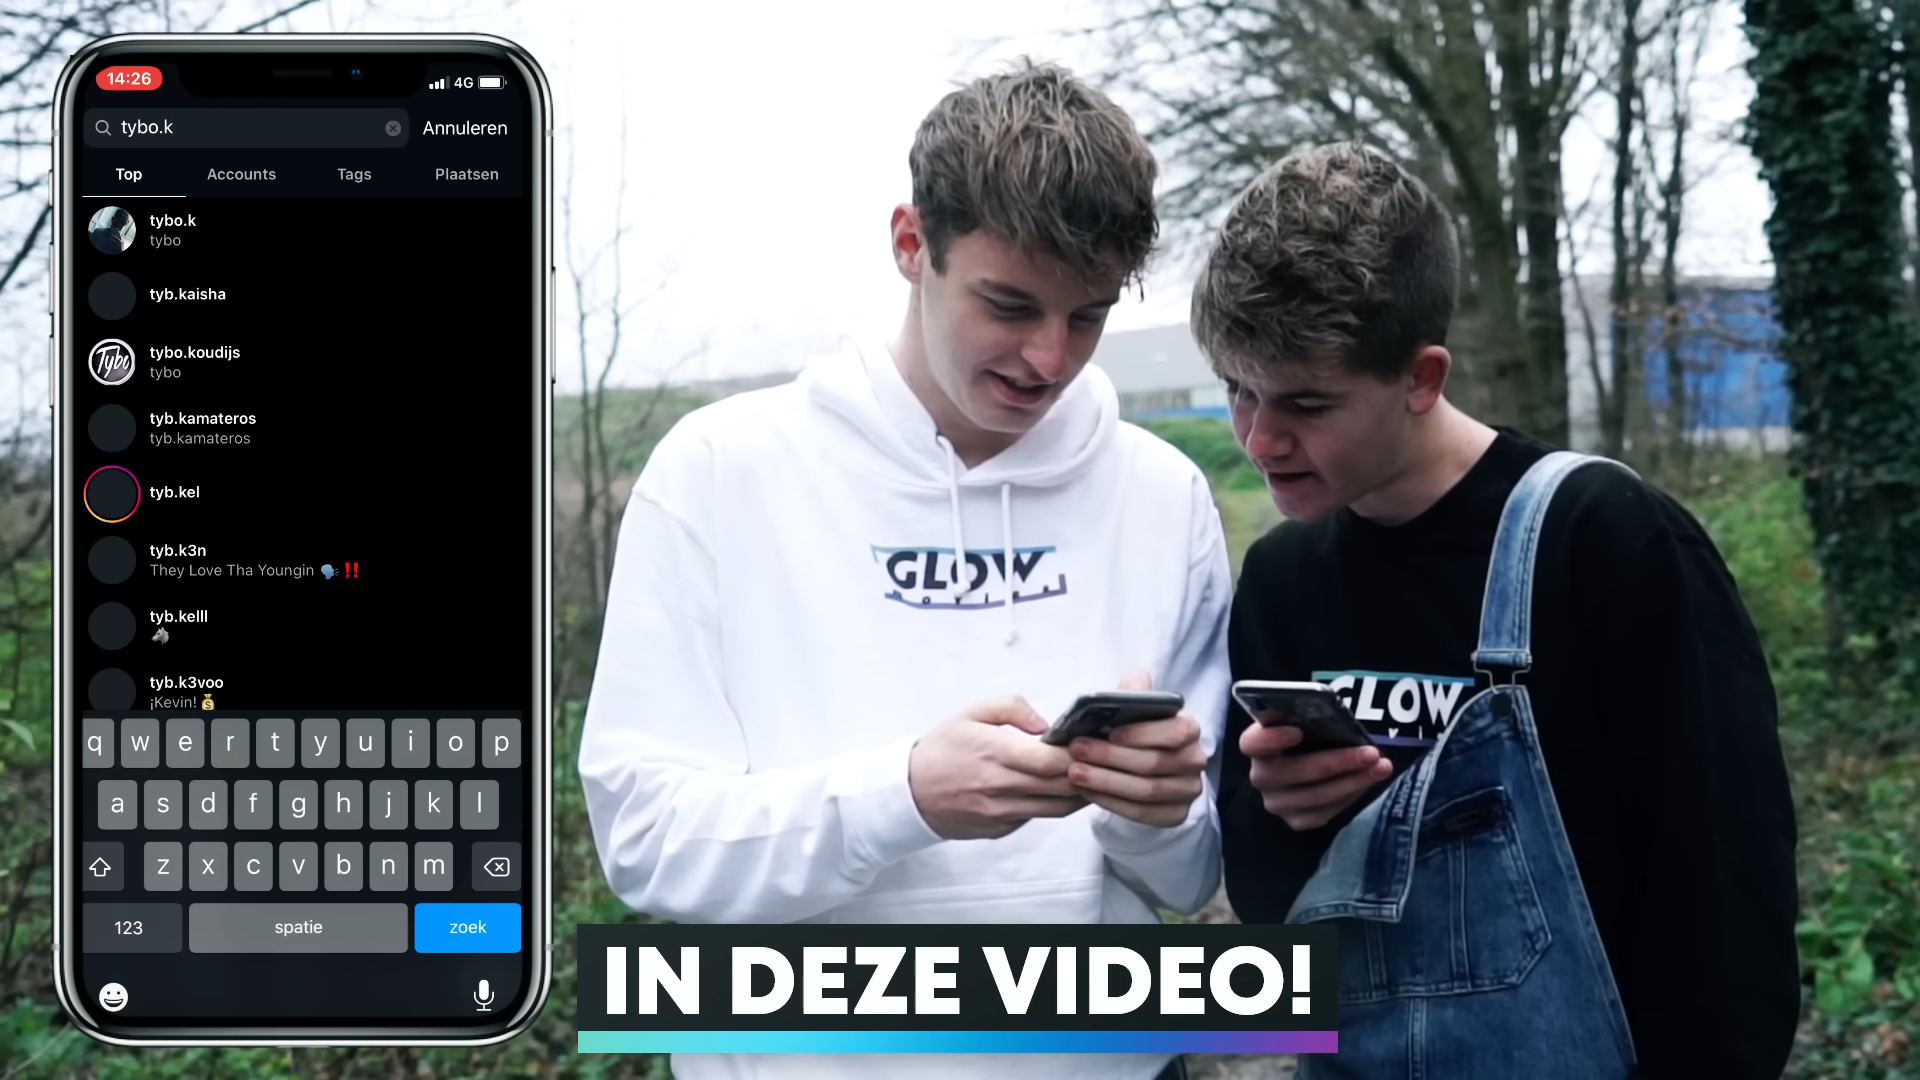 14:26
4G
tybo.k
Annuleren
Top Accounts Tags Plaatsen
tybo.k
tybo
tyb.kaisha
Tybo
tybo.koudijs
tybo
tyb.kamateros
tyb.kamateros
tyb.kel
tyb.k3n
They Love Tha Youngin 🗣‼️
tyb.kelll
🐴
tyb.k3voo
¡Kevin! 💰
q w e r t y u i o p
a s d f g h j k l
z x c v b n m
123 spatie zoek
GLOW
GLOW
IN DEZE VIDEO!